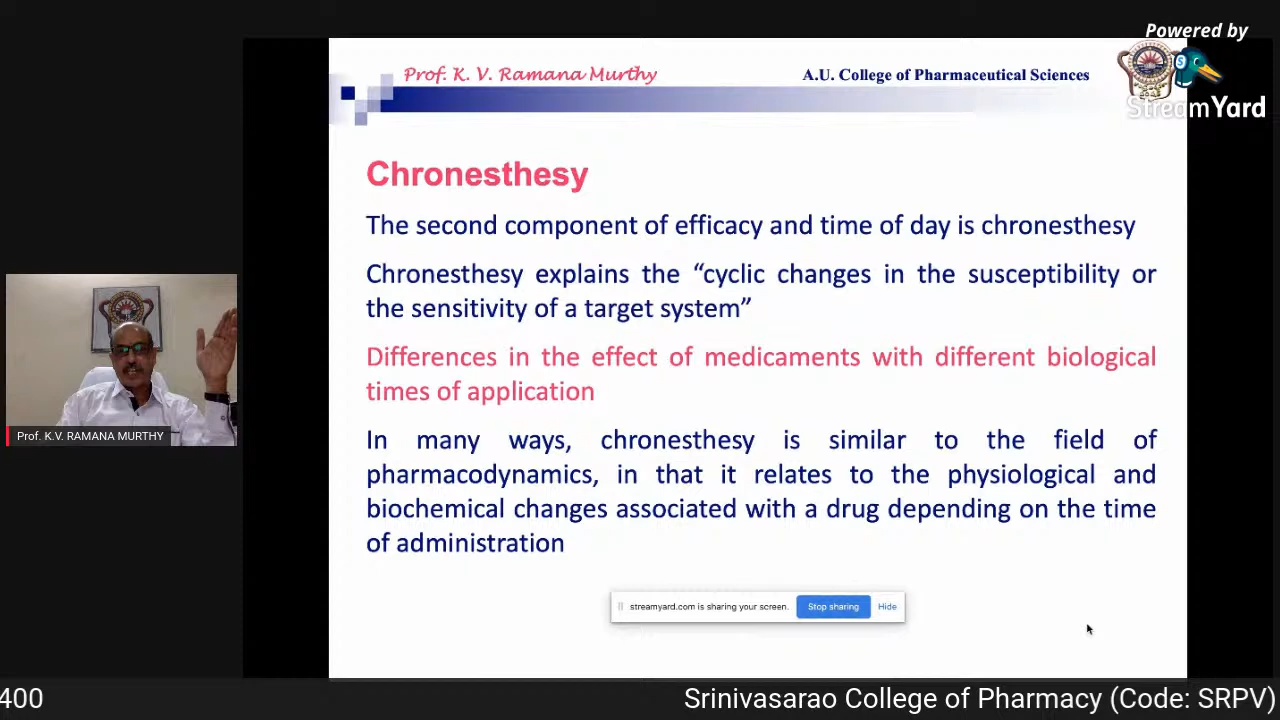 Powered by
StreamYard
Prof. K. V. Ramana Murthy
A.U. College of Pharmaceutical Sciences
Chronesthesy
The second component of efficacy and time of day is chronesthesy
Chronesthesy explains the “cyclic changes in the susceptibility or
the sensitivity of a target system”
Differences in the effect of medicaments with different biological
times of application
In many ways, chronesthesy is similar to the field of
pharmacodynamics, in that it relates to the physiological and
biochemical changes associated with a drug depending on the time
of administration
Prof. K.V. RAMANA MURTHY
streamyard.com is sharing your screen.
Stop sharing
Hide
400
Srinivasarao College of Pharmacy (Code: SRPV)